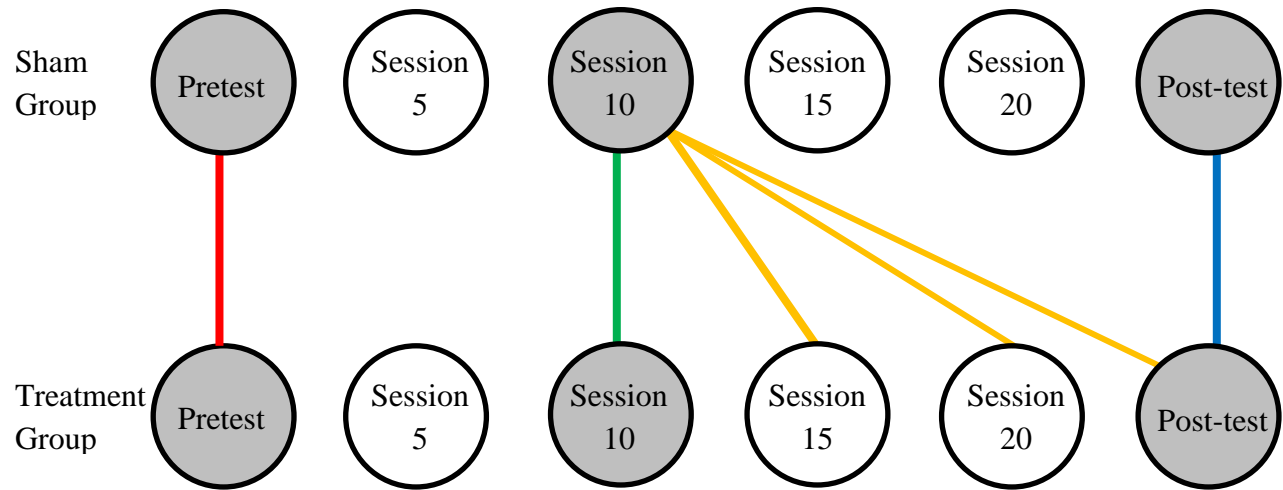 Sham
Group
Pretest
Session
5
Session
10
Session
15
Session
20
Post-test
Treatment
Group
Pretest
Session
5
Session
10
Session
15
Session
20
Post-test